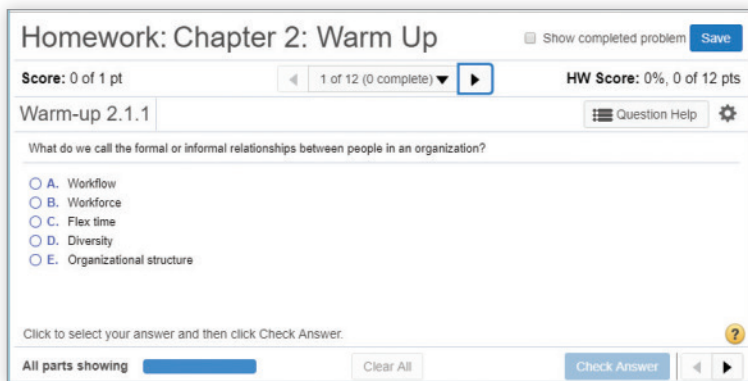 Homework: Chapter 2: Warm Up
Show completed problem
Save
Score: 0 of 1 pt
1 of 12 (0 complete)
HW Score: 0%, 0 of 12 pts
Warm-up 2.1.1
Question Help
What do we call the formal or informal relationships between people in an organization?
A. Workflow
B. Workforce
C. Flex time
D. Diversity
E. Organizational structure
Click to select your answer and then click Check Answer.
?
All parts showing
Clear All
Check Answer